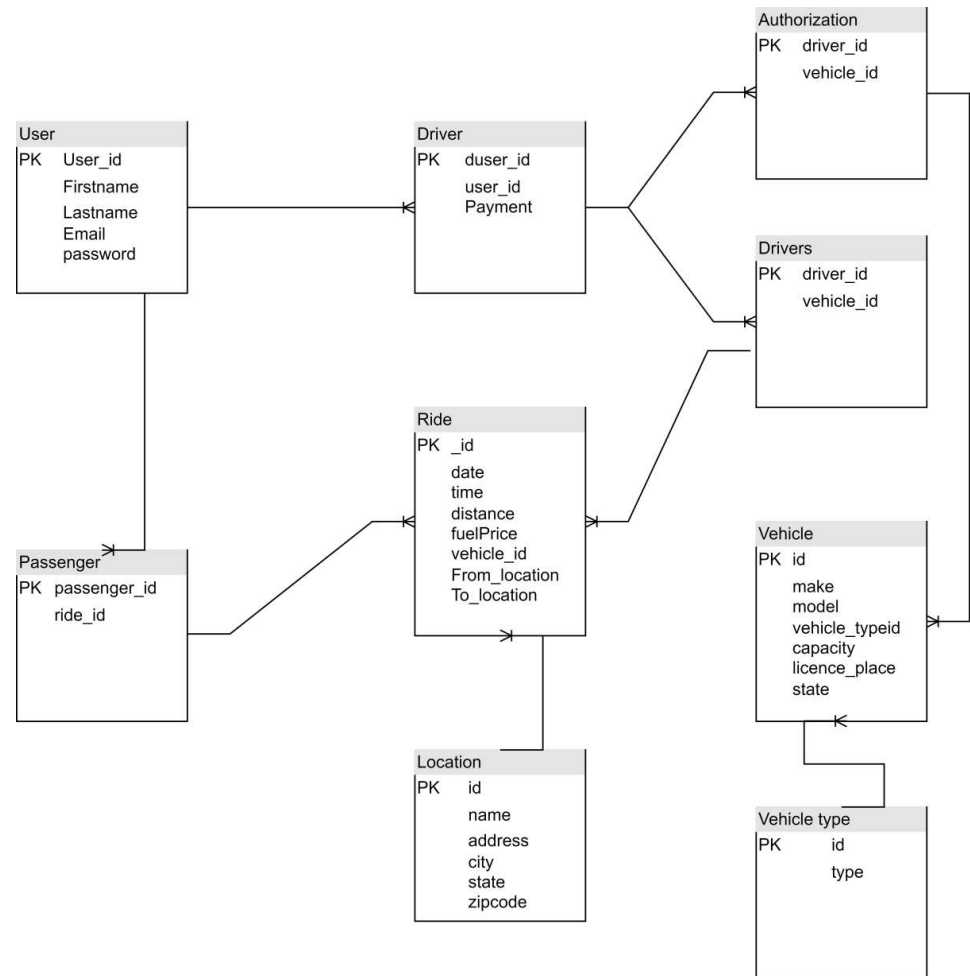 Authorization
PK driver_id
vehicle_id
User
PK User_id
Firstname
Lastname
Email
password
Driver
PK duser_id
user_id
Payment
Drivers
PK driver_id
vehicle_id
Ride
PK _id
date
time
distance
fuelPrice
vehicle_id
From_location
To_location
Passenger
PK passenger_id
ride_id
Vehicle
PK id
make
model
vehicle_typeid
capacity
licence_place
state
Location
PK id
name
address
city
state
zipcode
Vehicle type
PK id
type